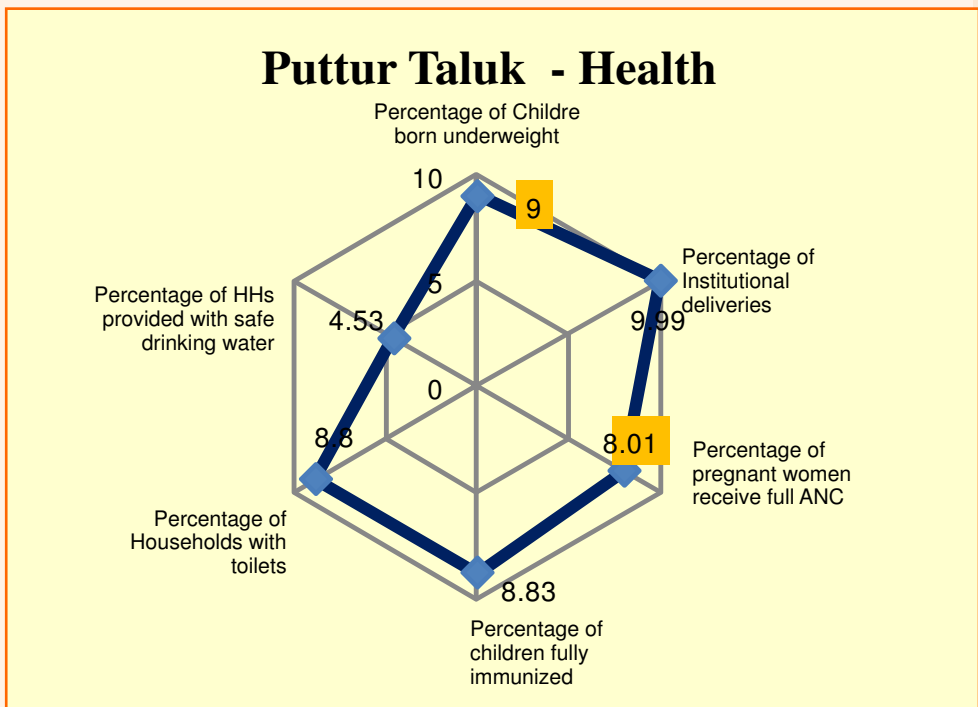 Puttur Taluk - Health
Percentage of Childre
born underweight
10
9
Percentage of
Institutional
deliveries
5
Percentage of HHs
provided with safe
drinking water
4.53
9.99
0
8.8
8.01
Percentage of
pregnant women
receive full ANC
Percentage of
Households with
toilets
8.83
Percentage of
children fully
immunized